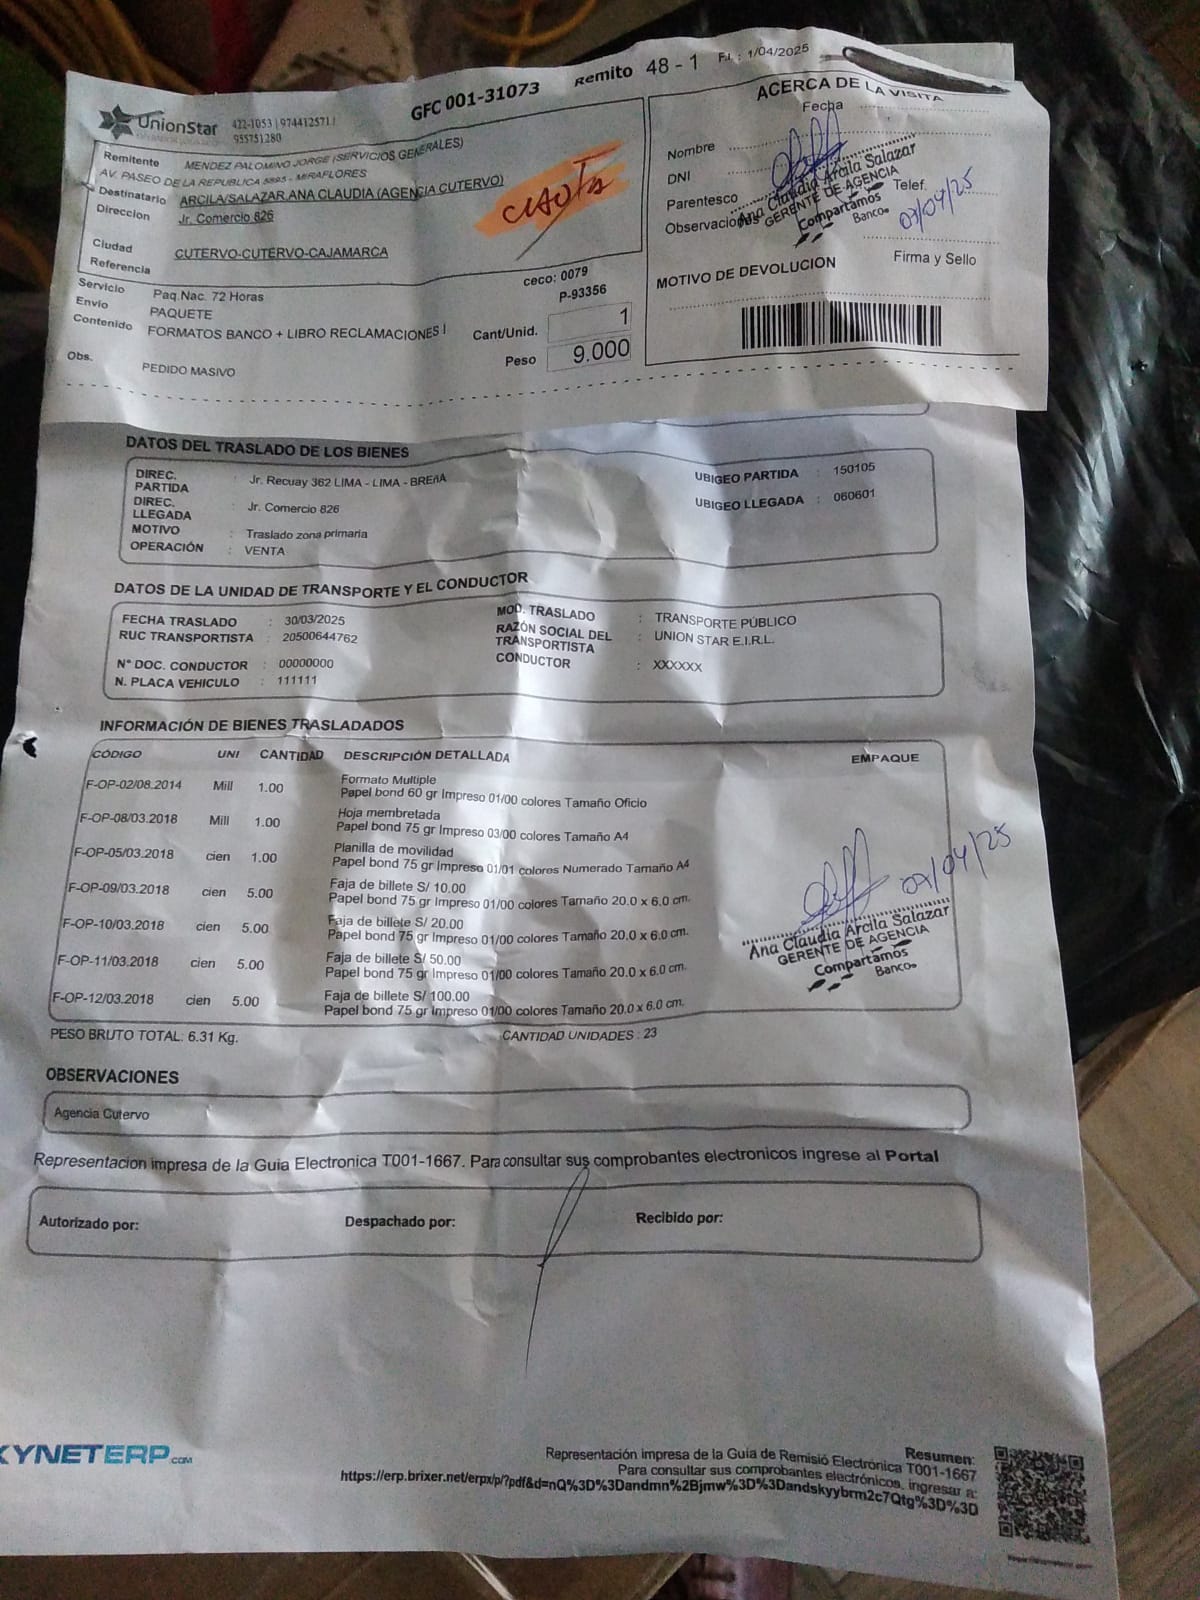 GFC 001-31073 Remito 48 - 1 F.I. : 1/04/2025
UnionStar 422-1053 | 974412571 /
955751280
Remitente MENDEZ PALOMINO JORGE (SERVICIOS GENERALES)
AV. PASEO DE LA REPUBLICA 5895 - MIRAFLORES
Destinatario ARCILA/SALAZAR ANA CLAUDIA (AGENCIA CUTERVO)
Direccion Jr. Comercio 826
Ciudad CUTERVO-CUTERVO-CAJAMARCA
Referencia
CHOTA
ceco: 0079
P-93356
Servicio Paq.Nac. 72 Horas
Envio PAQUETE
Contenido FORMATOS BANCO + LIBRO RECLAMACIONES I
Cant/Unid. 1
Peso 9.000
Obs. PEDIDO MASIVO
ACERCA DE LA VISITA
Fecha
Nombre
DNI
Parentesco Telef.
Observaciones
Ana Claudia Arcila Salazar
GERENTE DE AGENCIA
Compartamos
Banco
07/04/25
Firma y Sello
MOTIVO DE DEVOLUCION
DATOS DEL TRASLADO DE LOS BIENES
DIREC. PARTIDA : Jr. Recuay 362 LIMA - LIMA - BREñA UBIGEO PARTIDA : 150105
DIREC. LLEGADA : Jr. Comercio 826 UBIGEO LLEGADA : 060601
MOTIVO : Traslado zona primaria
OPERACIÓN : VENTA
DATOS DE LA UNIDAD DE TRANSPORTE Y EL CONDUCTOR
FECHA TRASLADO : 30/03/2025 MOD. TRASLADO : TRANSPORTE PÚBLICO
RUC TRANSPORTISTA : 20500644762 RAZÓN SOCIAL DEL TRANSPORTISTA : UNION STAR E.I.R.L.
N° DOC. CONDUCTOR : 00000000 CONDUCTOR : XXXXXX
N. PLACA VEHICULO : 111111
INFORMACIÓN DE BIENES TRASLADADOS
CÓDIGO UNI CANTIDAD DESCRIPCIÓN DETALLADA EMPAQUE
F-OP-02/08.2014 Mill 1.00 Formato Multiple
Papel bond 60 gr Impreso 01/00 colores Tamaño Oficio
F-OP-08/03.2018 Mill 1.00 Hoja membretada
Papel bond 75 gr Impreso 03/00 colores Tamaño A4
F-OP-05/03.2018 cien 1.00 Planilla de movilidad
Papel bond 75 gr Impreso 01/01 colores Numerado Tamaño A4
F-OP-09/03.2018 cien 5.00 Faja de billete S/ 10.00
Papel bond 75 gr Impreso 01/00 colores Tamaño 20.0 x 6.0 cm.
F-OP-10/03.2018 cien 5.00 Faja de billete S/ 20.00
Papel bond 75 gr Impreso 01/00 colores Tamaño 20.0 x 6.0 cm.
F-OP-11/03.2018 cien 5.00 Faja de billete S/ 50.00
Papel bond 75 gr Impreso 01/00 colores Tamaño 20.0 x 6.0 cm.
F-OP-12/03.2018 cien 5.00 Faja de billete S/ 100.00
Papel bond 75 gr Impreso 01/00 colores Tamaño 20.0 x 6.0 cm.
07/04/25
Ana Claudia Arcila Salazar
GERENTE DE AGENCIA
Compartamos
Banco
PESO BRUTO TOTAL: 6.31 Kg. CANTIDAD UNIDADES : 23
OBSERVACIONES
Agencia Cutervo
Representacion impresa de la Guia Electronica T001-1667. Para consultar sus comprobantes electronicos ingrese al Portal
Autorizado por: Despachado por: Recibido por:
KYNETERP.COM
Resumen:
Representación impresa de la Guía de Remisió Electrónica T001-1667
Para consultar sus comprobantes electrónicos, ingresar a:
https://erp.brixer.net/erpx/p/?pdf&d=nQ%3D%3Dandmn%2Bjmw%3D%3Dandskyybrm2c7Qtg%3D%3D